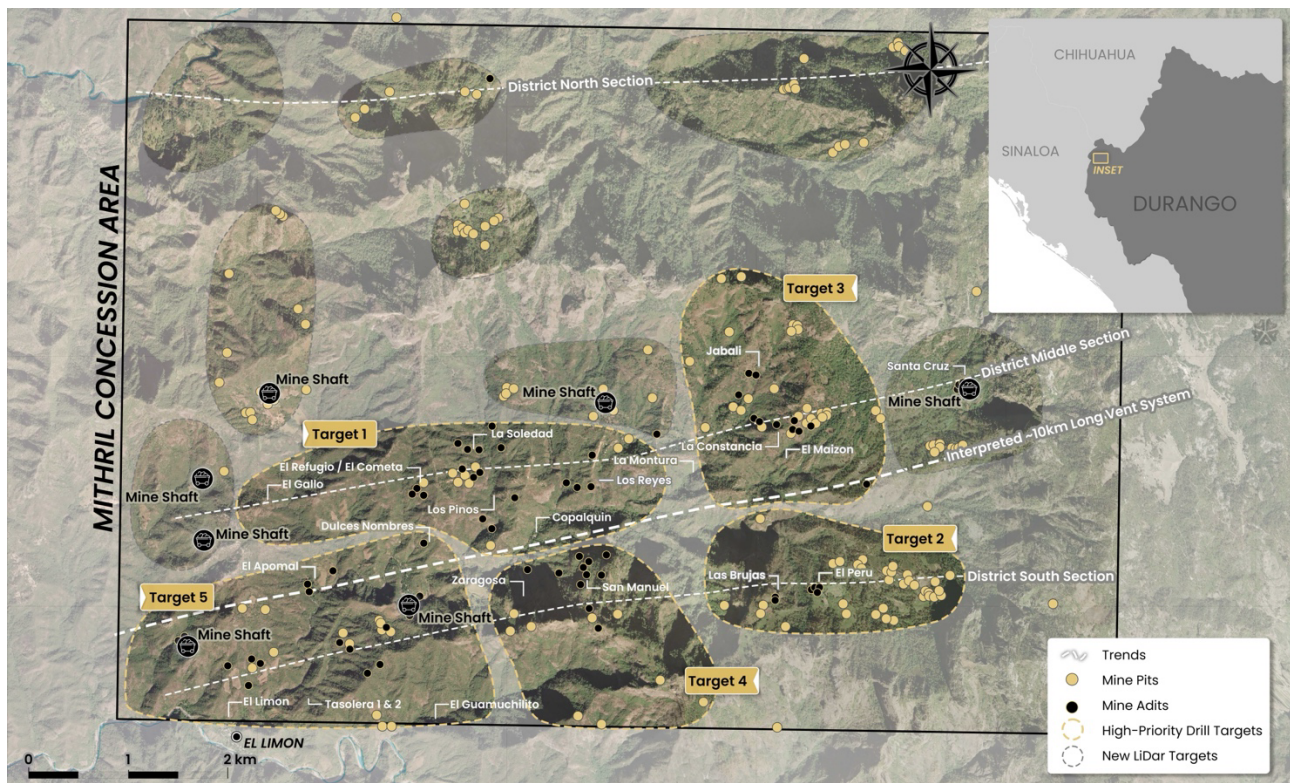 MITHRIL CONCESSION AREA
District North Section
CHIHUAHUA
SINALOA
INSET
DURANGO
Target 3
Jabali
Santa Cruz
District Middle Section
Mine Shaft
Mine Shaft
Mine Shaft
Interpreted ~10km Long Vent System
Target 1
La Soledad
La Constancia
El Maizon
El Refugio / El Cometa
La Montura
El Gallo
Los Reyes
Mine Shaft
Los Pinos
Copalquin
Dulces Nombres
Mine Shaft
Target 2
El Apomal
Zaragosa
San Manuel
Las Brujas
El Peru
District South Section
Target 5
Mine Shaft
Mine Shaft
Target 4
El Limon
Tasolera 1 & 2
El Guamuchilito
EL LIMON
0
1
2 km
Trends
Mine Pits
Mine Adits
High-Priority Drill Targets
New LiDar Targets